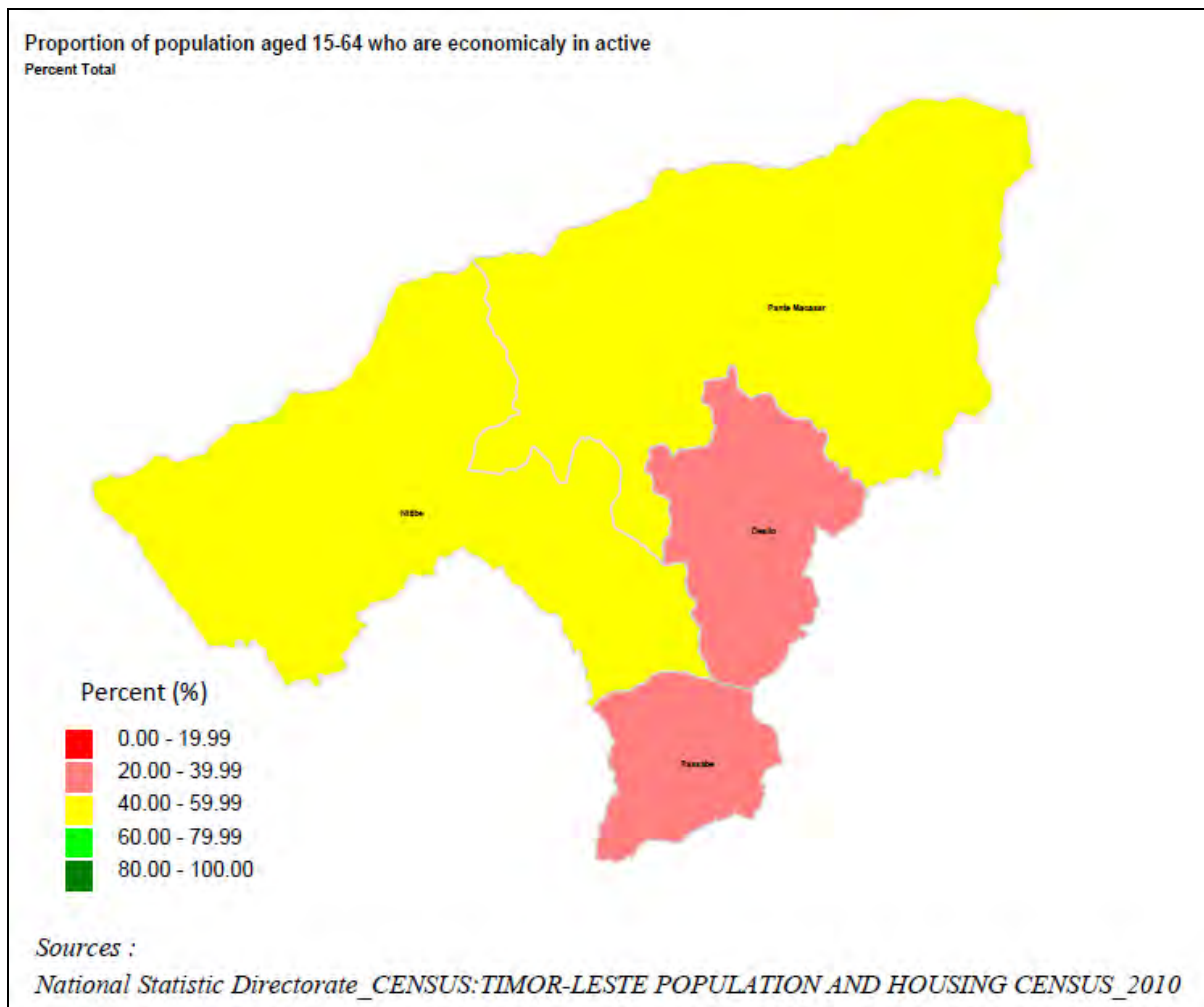 Proportion of population aged 15-64 who are economicaly in active
Percent Total
Pante Macasar
Nitibe
Oesilo
Passabe
Percent (%)
0.00 - 19.99
20.00 - 39.99
40.00 - 59.99
60.00 - 79.99
80.00 - 100.00
Sources :
National Statistic Directorate_CENSUS:TIMOR-LESTE POPULATION AND HOUSING CENSUS_2010